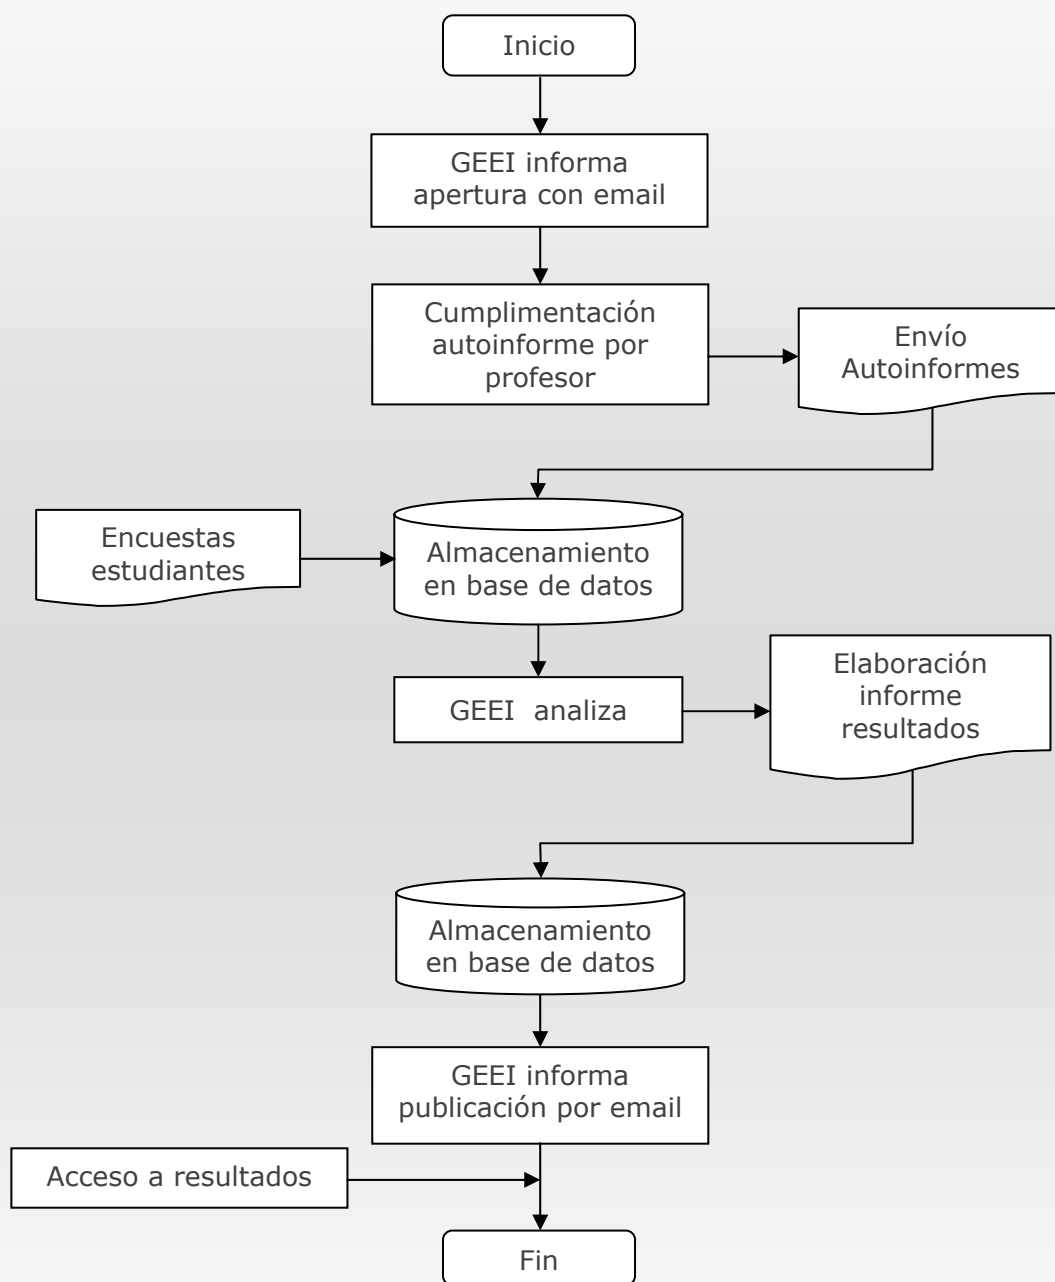 Inicio
GEEI informa
apertura con email
Cumplimentación
autoinforme por
profesor
Envío
Autoinformes
Encuestas
estudiantes
Almacenamiento
en base de datos
GEEI analiza
Elaboración
informe
resultados
Almacenamiento
en base de datos
GEEI informa
publicación por email
Acceso a resultados
Fin